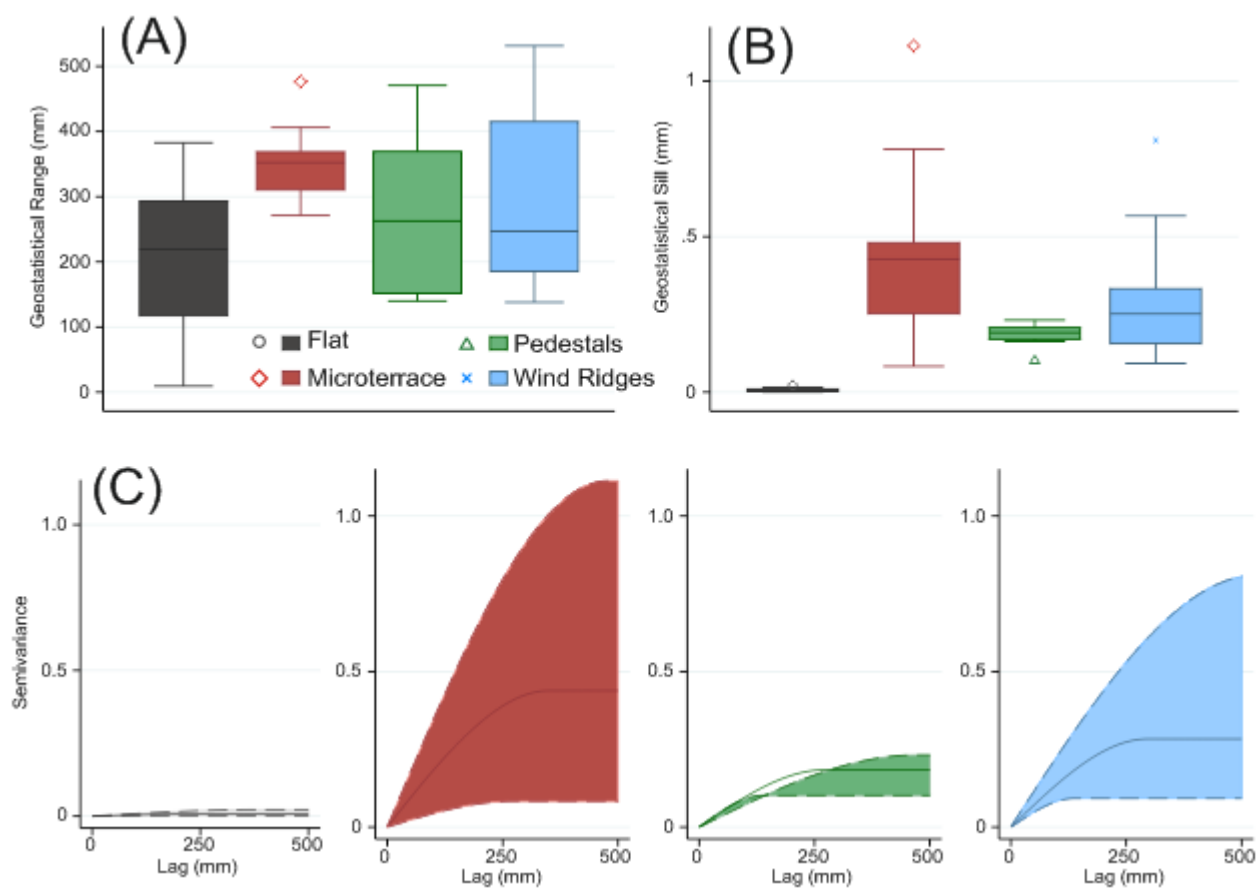 (A)
Geostatistical Range (mm)
500
400
300
200
100
0
Flat
Pedestals
Microterrace
Wind Ridges
(B)
Geostatistical Sill (mm)
1
.5
0
(C)
Semivariance
1.0
0.5
0
0 250 500
Lag (mm)
1.0
0.5
0
0 250 500
Lag (mm)
1.0
0.5
0
0 250 500
Lag (mm)
1.0
0.5
0
0 250 500
Lag (mm)